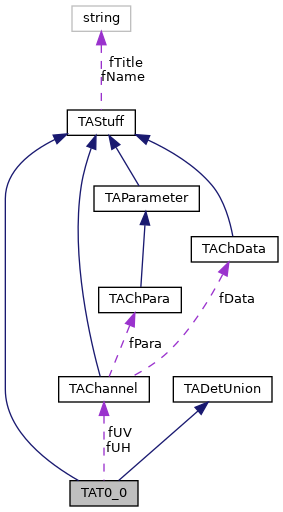 string
fTitle
fName
TAStuff
TAParameter
TAChData
TAChPara
fData
fPara
TAChannel
TADetUnion
fUV
fUH
TAT0_0